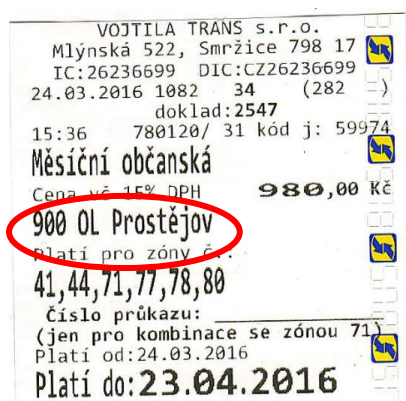 VOJTILA TRANS s.r.o.
Mlýnská 522, Smržice 798 17
IC:26236699 DIC:CZ26236699
24.03.2016 1082 34 (282 )
doklad:2547
15:36 780120/ 31 kód j: 59974
Měsíční občanská
Cena vč 15% DPH 980,00 Kč
900 OL Prostějov
Platí pro zóny č.:
41,44,71,77,78,80
Číslo průkazu:
(jen pro kombinace se zónou 71)
Platí od:24.03.2016
Platí do:23.04.2016